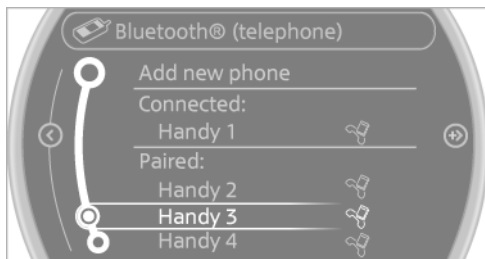 Bluetooth® (telephone)
Add new phone
Connected:
Handy 1
Paired:
Handy 2
Handy 3
Handy 4